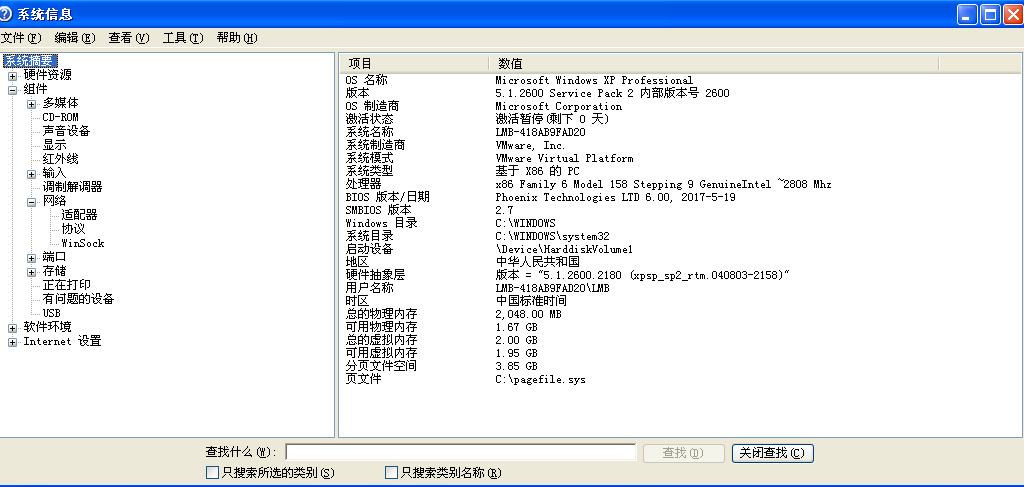 系统信息
文件(F) 编辑(E) 查看(V) 工具(T) 帮助(H)
系统摘要
硬件资源
组件
多媒体
CD-ROM
声音设备
显示
红外线
输入
调制解调器
网络
适配器
协议
WinSock
端口
存储
正在打印
有问题的设备
USB
软件环境
Internet 设置
项目 数值
OS 名称 Microsoft Windows XP Professional
版本 5.1.2600 Service Pack 2 内部版本号 2600
OS 制造商 Microsoft Corporation
激活状态 激活暂停(剩下 0 天)
系统名称 LMB-418AB9FAD20
系统制造商 VMware, Inc.
系统模式 VMware Virtual Platform
系统类型 基于 X86 的 PC
处理器 x86 Family 6 Model 158 Stepping 9 GenuineIntel ~2808 Mhz
BIOS 版本/日期 Phoenix Technologies LTD 6.00, 2017-5-19
SMBIOS 版本 2.7
Windows 目录 C:\WINDOWS
系统目录 C:\WINDOWS\system32
启动设备 \Device\HarddiskVolume1
地区 中华人民共和国
硬件抽象层 版本 = "5.1.2600.2180 (xpsp_sp2_rtm.040803-2158)"
用户名称 LMB-418AB9FAD20\LMB
时区 中国标准时间
总的物理内存 2,048.00 MB
可用物理内存 1.67 GB
总的虚拟内存 2.00 GB
可用虚拟内存 1.95 GB
分页文件空间 3.85 GB
页文件 C:\pagefile.sys
查找什么(W): 查找(D) 关闭查找(C)
只搜索所选的类别(S) 只搜索类别名称(R)